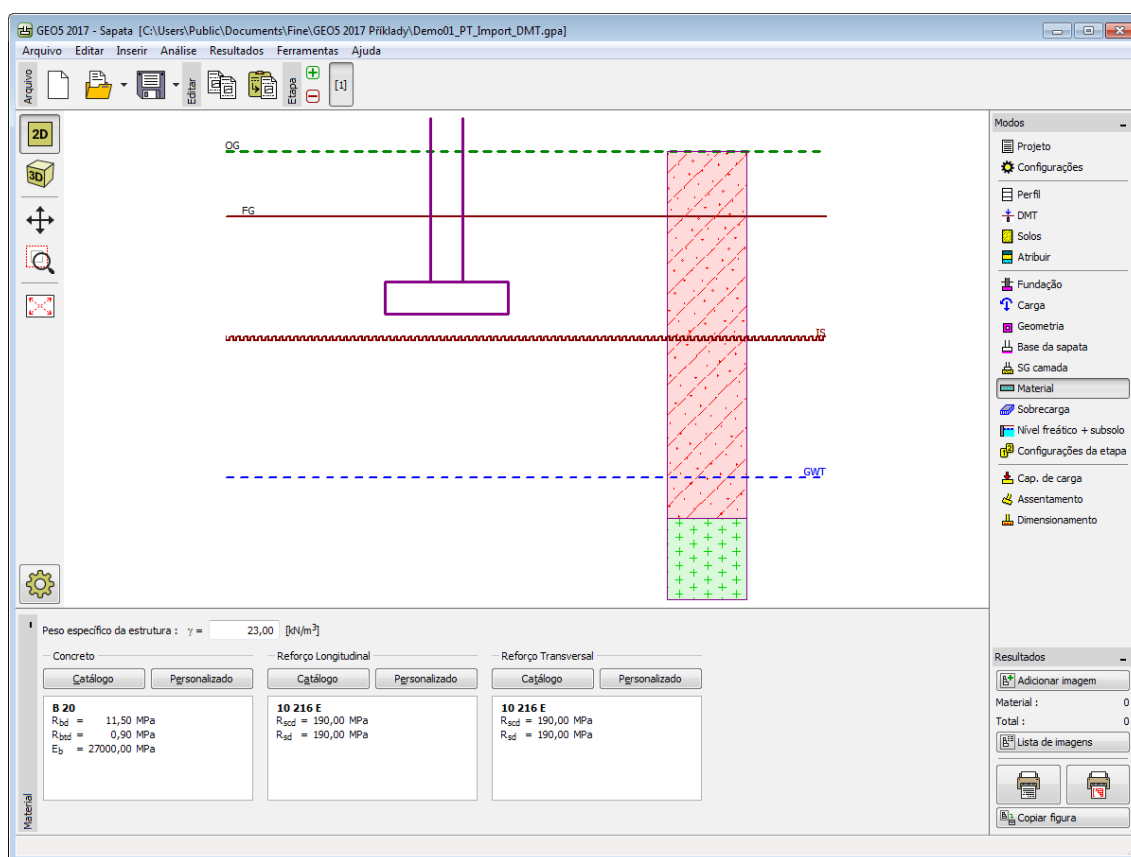 GEO5 2017 - Sapata [C:\Users\Public\Documents\Fine\GEO5 2017 Příklady\Demo01_PT_Import_DMT.gpa]
Arquivo Editar Inserir Análise Resultados Ferramentas Ajuda
Arquivo
Editar
Etapa
[1]
2D
3D
OG
FG
IS
GWT
Modos
Projeto
Configurações
Perfil
DMT
Solos
Atribuir
Fundação
Carga
Geometria
Base da sapata
SG camada
Material
Sobrecarga
Nível freático + subsolo
Configurações da etapa
Cap. de carga
Assentamento
Dimensionamento
Material
Peso específico da estrutura : γ = 23,00 [kN/m³]
Concreto
Catálogo Personalizado
B 20
Rbd = 11,50 MPa
Rbtd = 0,90 MPa
Eb = 27000,00 MPa
Reforço Longitudinal
Catálogo Personalizado
10 216 E
Rscd = 190,00 MPa
Rsd = 190,00 MPa
Reforço Transversal
Catálogo Personalizado
10 216 E
Rscd = 190,00 MPa
Rsd = 190,00 MPa
Resultados
Adicionar imagem
Material : 0
Total : 0
Lista de imagens
Copiar figura